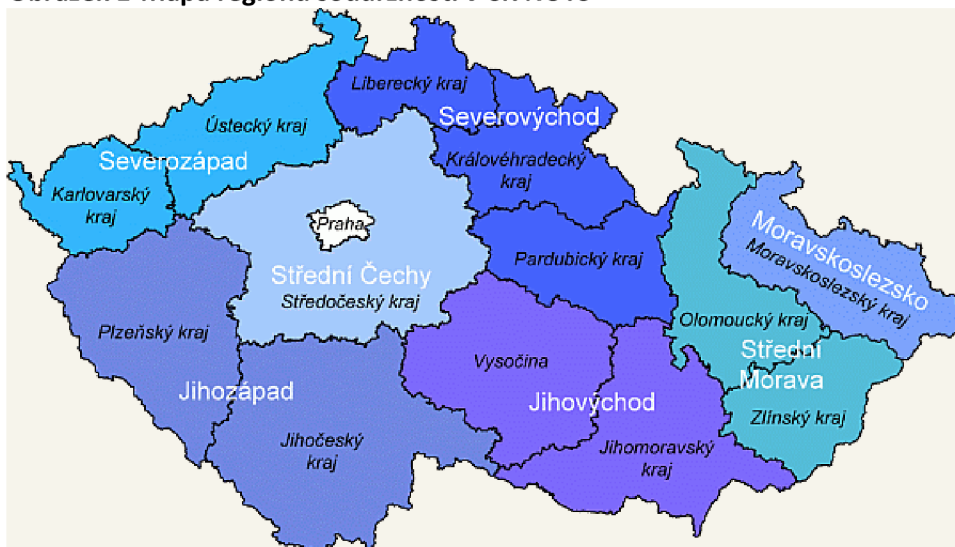 Liberecký kraj
Severovýchod
Ústecký kraj
Severozápad
Královéhradecký
kraj
Karlovarský
kraj
Praha
Moravskoslezsko
Moravskoslezský kraj
Pardubický kraj
Střední Čechy
Středočeský kraj
Olomoucký kraj
Plzeňský kraj
Střední
Morava
Vysočina
Jihozápad
Jihovýchod
Zlínský kraj
Jihočeský
kraj
Jihomoravský
kraj